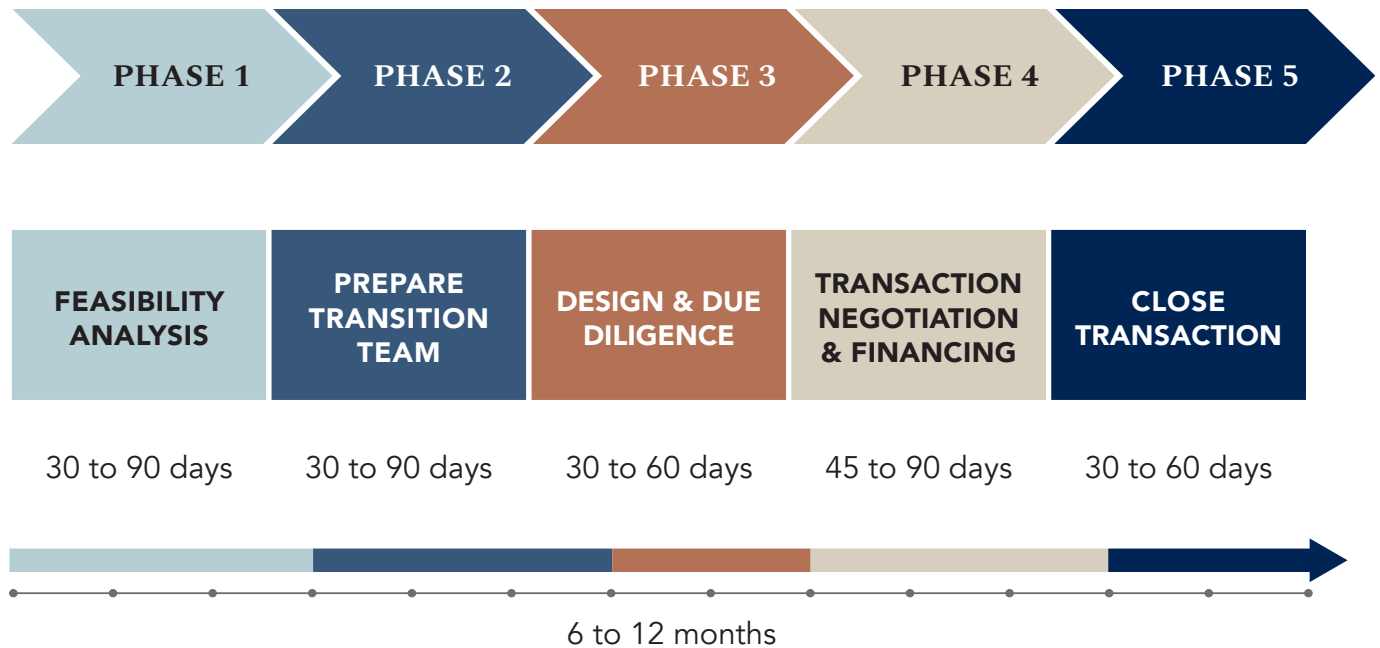 PHASE 1
PHASE 2
PHASE 3
PHASE 4
PHASE 5
FEASIBILITY
ANALYSIS
PREPARE
TRANSITION
TEAM
DESIGN & DUE
DILIGENCE
TRANSACTION
NEGOTIATION
& FINANCING
CLOSE
TRANSACTION
30 to 90 days
30 to 90 days
30 to 60 days
45 to 90 days
30 to 60 days
6 to 12 months